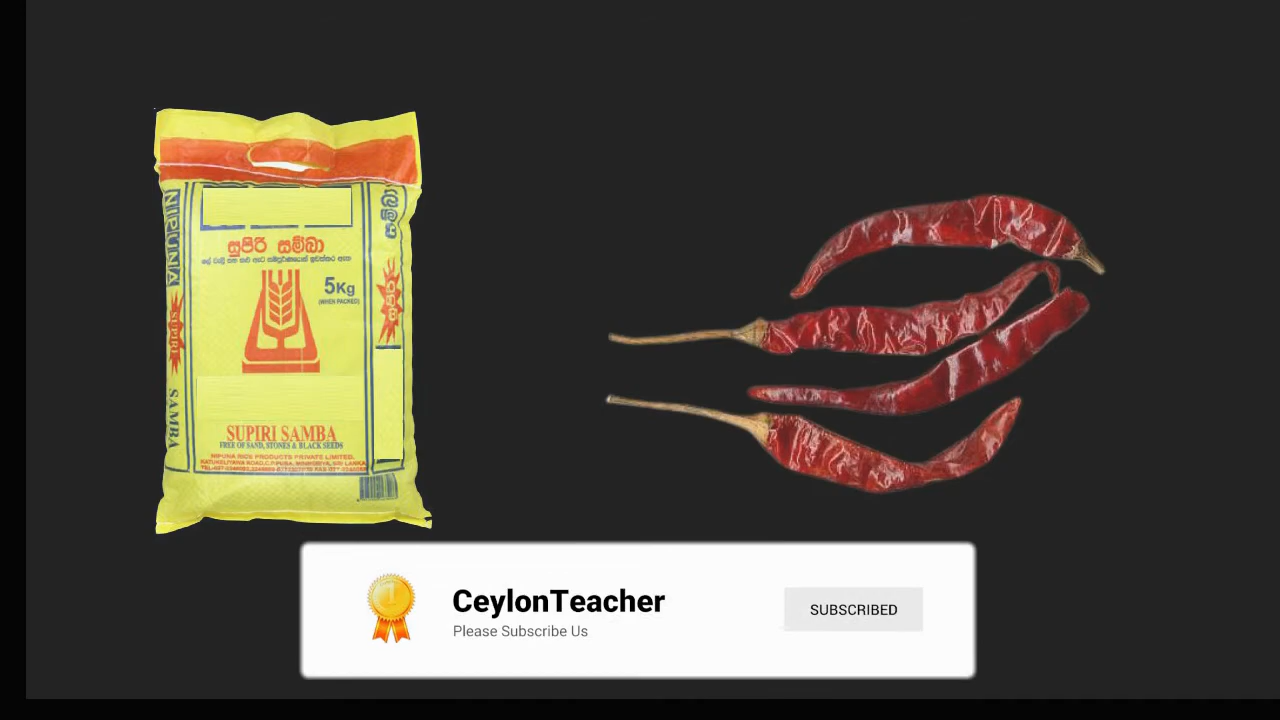 NIPUNA
SUPIRI
SAMBA
සුපිරි සම්බා
5Kg
(WHEN PACKED)
සම්බා
SUPIRI SAMBA
FREE OF SAND, STONES & BLACK SEEDS
NIPUNA RICE PRODUCTS PRIVATE LIMITED.
CeylonTeacher
Please Subscribe Us
SUBSCRIBED